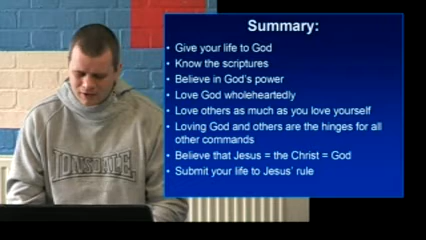 Summary:
• Give your life to God
• Know the scriptures
• Believe in God's power
• Love God wholeheartedly
• Love others as much as you love yourself
• Loving God and others are the hinges for all
other commands
• Believe that Jesus = the Christ = God
• Submit your life to Jesus' rule
LONSDALE